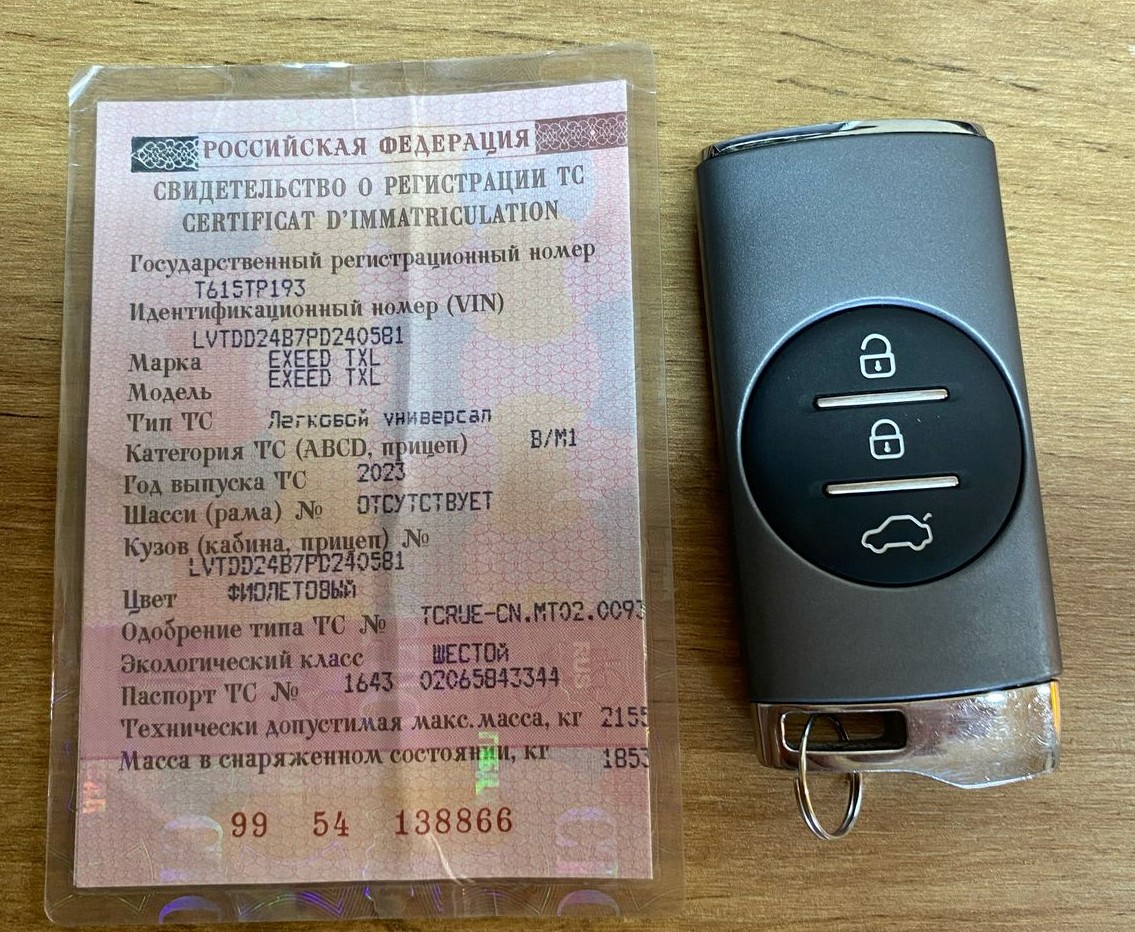 РОССИЙСКАЯ ФЕДЕРАЦИЯ
СВИДЕТЕЛЬСТВО О РЕГИСТРАЦИИ ТС
CERTIFICAT D'IMMATRICULATION
Государственный регистрационный номер
Т615ТР193
Идентификационный номер (VIN)
LVTDD24B7PD240581
Марка EXEED TXL
Модель EXEED TXL
Тип ТС Легковой универсал
Категория ТС (ABCD, прицеп) B/M1
Год выпуска ТС 2023
Шасси (рама) № ОТСУТСТВУЕТ
Кузов (кабина, прицеп) №
LVTDD24B7PD240581
Цвет ФИОЛЕТОВЫЙ
Одобрение типа ТС № ТСRUE-CN.MT02.0093
Экологический класс ШЕСТОЙ
Паспорт ТС № 1643 02065843344
Технически допустимая макс. масса, кг 2155
Масса в снаряженном состоянии, кг 1853
99 54 138866
RUS